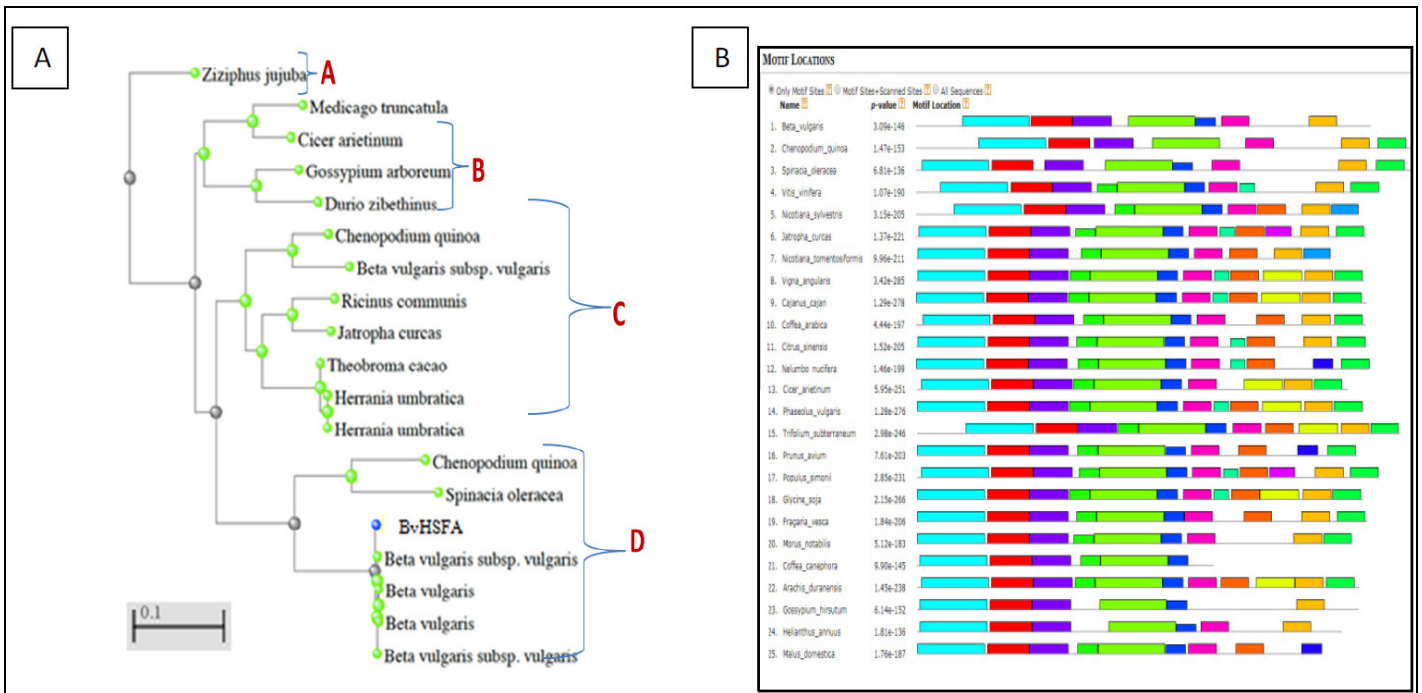 A
Ziziphus jujuba
A
Medicago truncatula
Cicer arietinum
Gossypium arboreum
B
Durio zibethinus
Chenopodium quinoa
Beta vulgaris subsp. vulgaris
Ricinus communis
C
Jatropha curcas
Theobroma cacao
Herrania umbratica
Herrania umbratica
Chenopodium quinoa
Spinacia oleracea
BvHSFA
D
Beta vulgaris subsp. vulgaris
Beta vulgaris
Beta vulgaris
Beta vulgaris subsp. vulgaris
0.1
B
MOTIF LOCATIONS
Only Motif Sites ? Motif Sites+Scanned Sites ? All Sequences ?
Name ? p-value ? Motif Location ?
1. Beta_vulgaris 3.09e-146
2. Chenopodium_quinoa 1.47e-153
3. Spinacia_oleracea 6.81e-136
4. Vitis_vinifera 1.07e-190
5. Nicotiana_sylvestris 3.15e-205
6. Jatropha_curcas 1.37e-221
7. Nicotiana_tomentosiformis 9.96e-211
8. Vigna_angularis 3.42e-285
9. Cajanus_cajan 1.29e-278
10. Coffea_arabica 4.44e-197
11. Citrus_sinensis 1.52e-205
12. Nelumbo_nucifera 1.46e-199
13. Cicer_arietinum 5.95e-251
14. Phaseolus_vulgaris 1.28e-276
15. Trifolium_subterraneum 2.98e-246
16. Prunus_avium 7.61e-203
17. Populus_simonii 2.85e-231
18. Glycine_soja 2.15e-266
19. Fragaria_vesca 1.84e-206
20. Morus_notabilis 5.12e-183
21. Coffea_canephora 9.90e-145
22. Arachis_duranensis 1.45e-238
23. Gossypium_hirsutum 6.14e-152
24. Helianthus_annuus 1.81e-136
25. Malus_domestica 1.76e-187